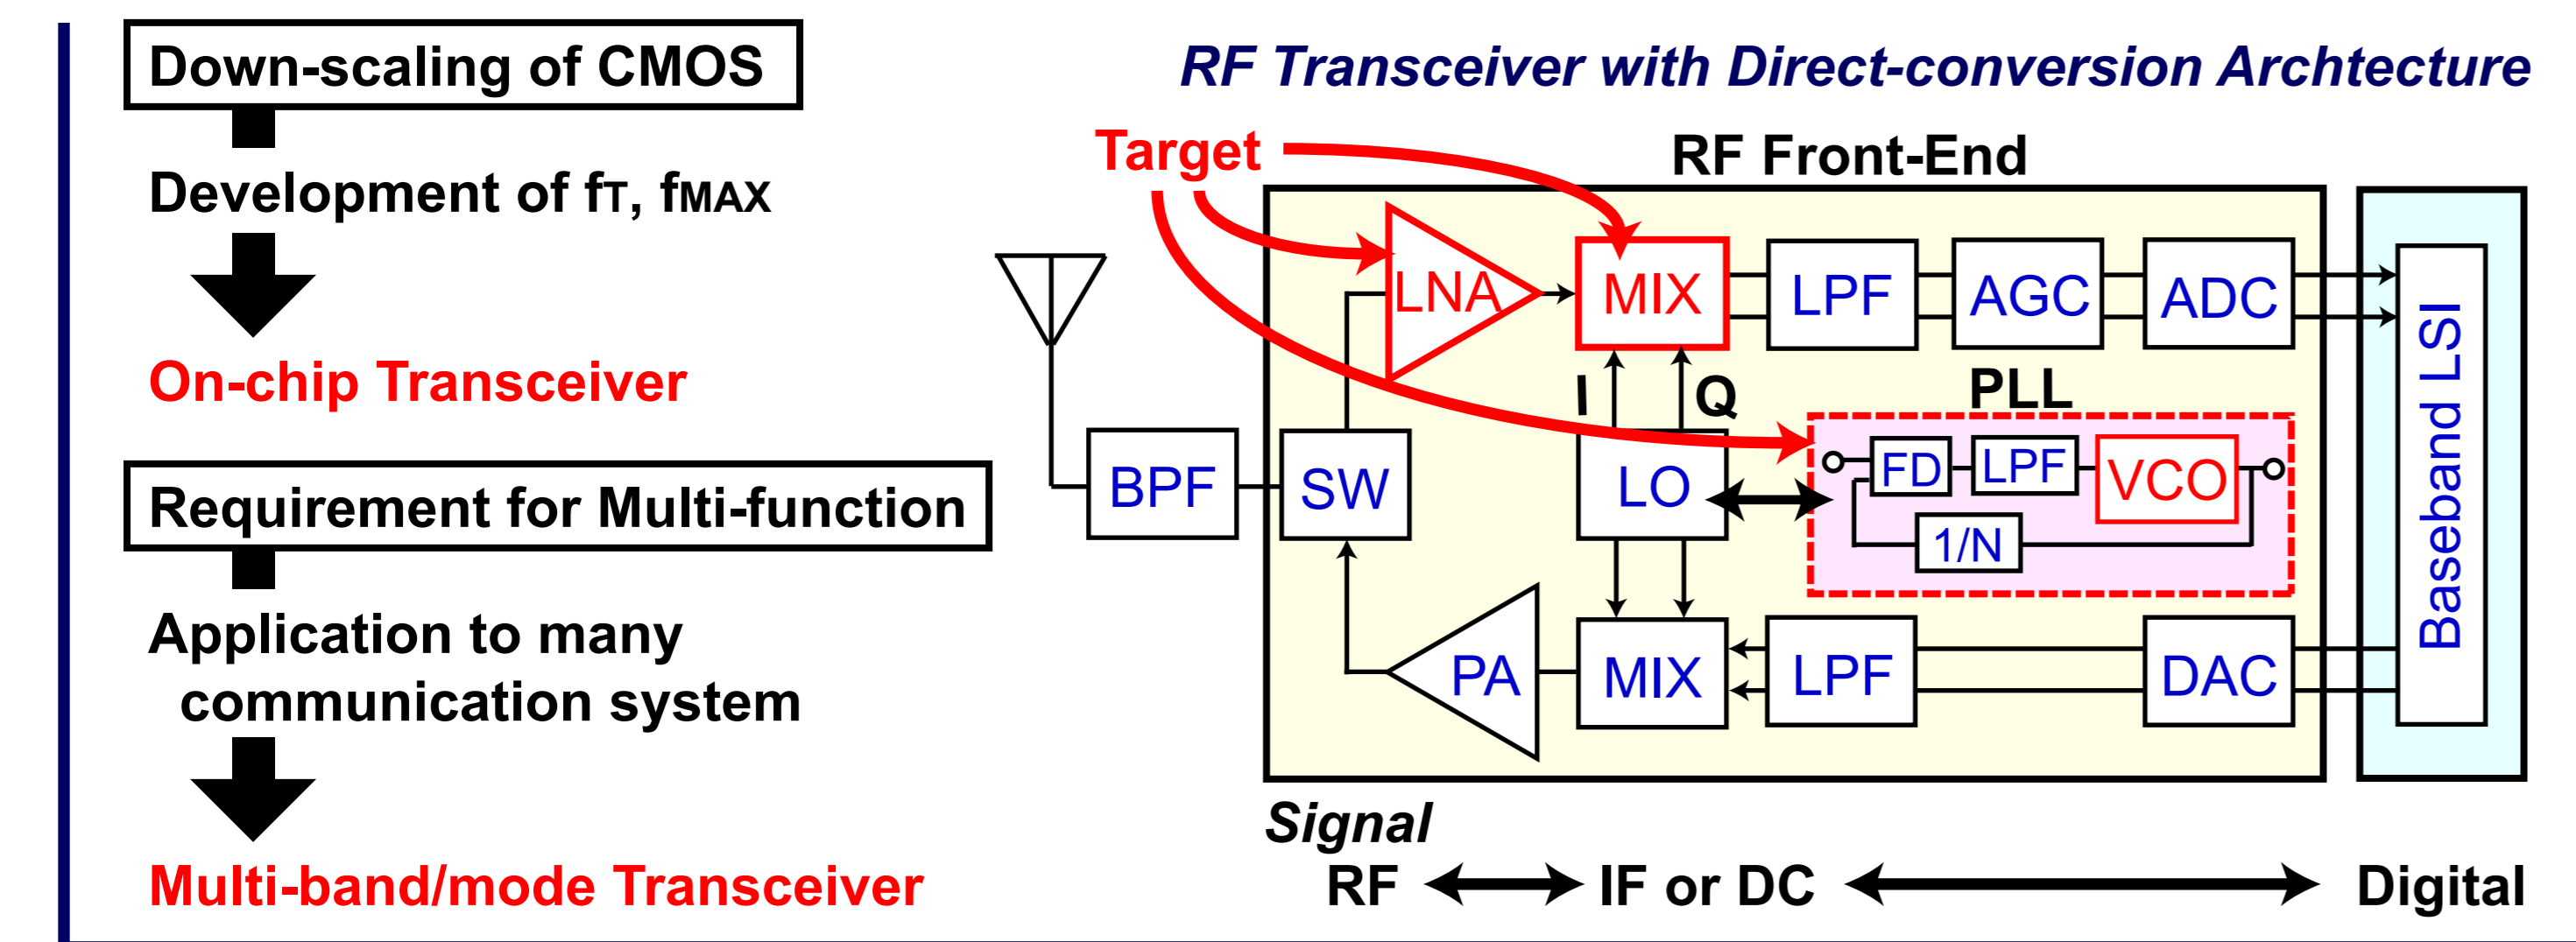 Down-scaling of CMOS
Development of fT, fMAX
On-chip Transceiver
Requirement for Multi-function
Application to many
communication system
Multi-band/mode Transceiver
RF Transceiver with Direct-conversion Archtecture
Target
RF Front-End
LNA
MIX
LPF
AGC
ADC
I
Q
PLL
BPF
SW
LO
FD
LPF
VCO
1/N
PA
MIX
LPF
DAC
Baseband LSI
Signal
RF
IF or DC
Digital